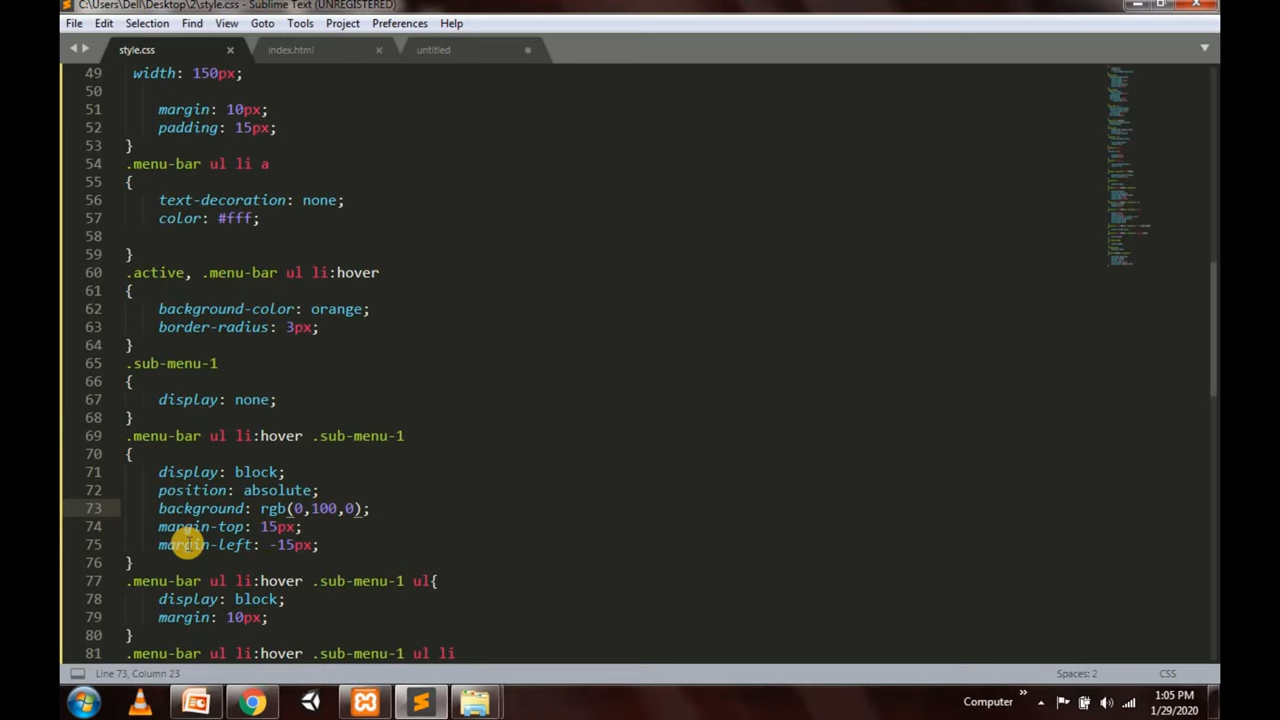 C:\Users\Dell\Desktop\2\style.css - Sublime Text (UNREGISTERED)
File Edit Selection Find View Goto Tools Project Preferences Help
style.css index.html untitled
49 width: 150px;
50
51 margin: 10px;
52 padding: 15px;
53 }
54 .menu-bar ul li a
55 {
56 text-decoration: none;
57 color: #fff;
58
59 }
60 .active, .menu-bar ul li:hover
61 {
62 background-color: orange;
63 border-radius: 3px;
64 }
65 .sub-menu-1
66 {
67 display: none;
68 }
69 .menu-bar ul li:hover .sub-menu-1
70 {
71 display: block;
72 position: absolute;
73 background: rgb(0,100,0);
74 margin-top: 15px;
75 margin-left: -15px;
76 }
77 .menu-bar ul li:hover .sub-menu-1 ul{
78 display: block;
79 margin: 10px;
80 }
81 .menu-bar ul li:hover .sub-menu-1 ul li
Line 73, Column 23 Spaces: 2 CSS
Computer 1:05 PM
1/29/2020